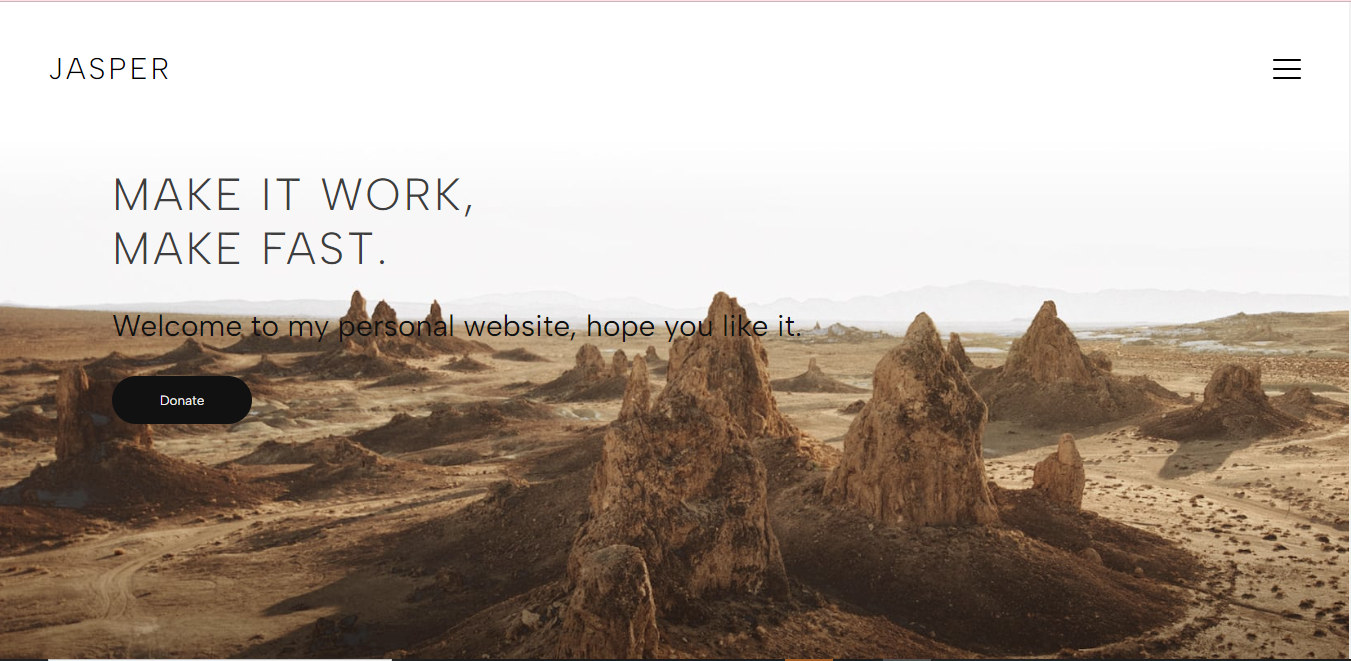 JASPER
MAKE IT WORK,
MAKE FAST.
Welcome to my personal website, hope you like it.
Donate